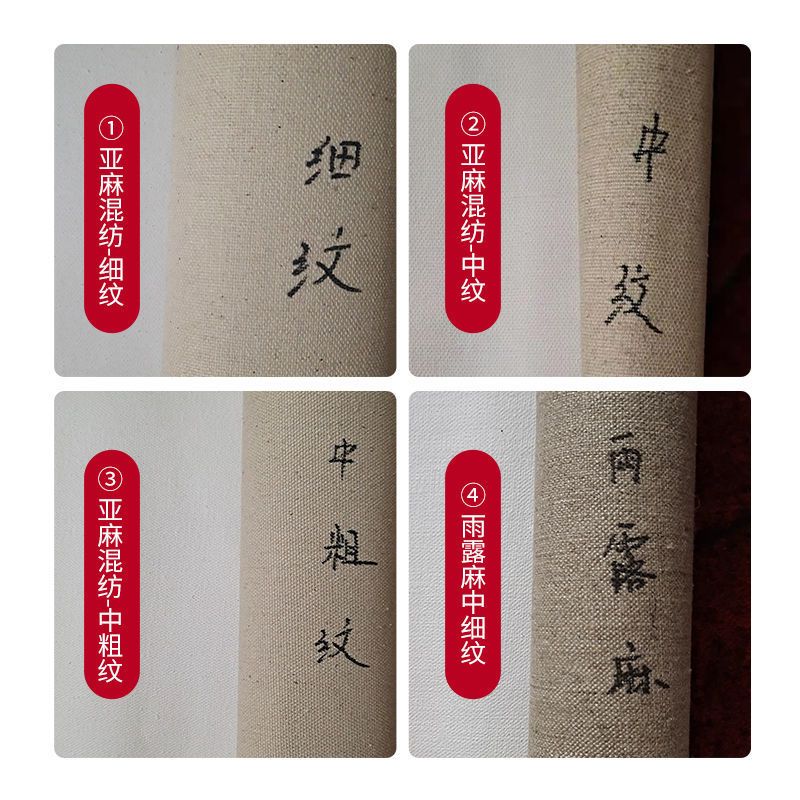 ①亚麻混纺-细纹
细
纹
②亚麻混纺-中纹
中
纹
③亚麻混纺-中粗纹
中
粗
纹
④雨露麻中细纹
雨
露
麻